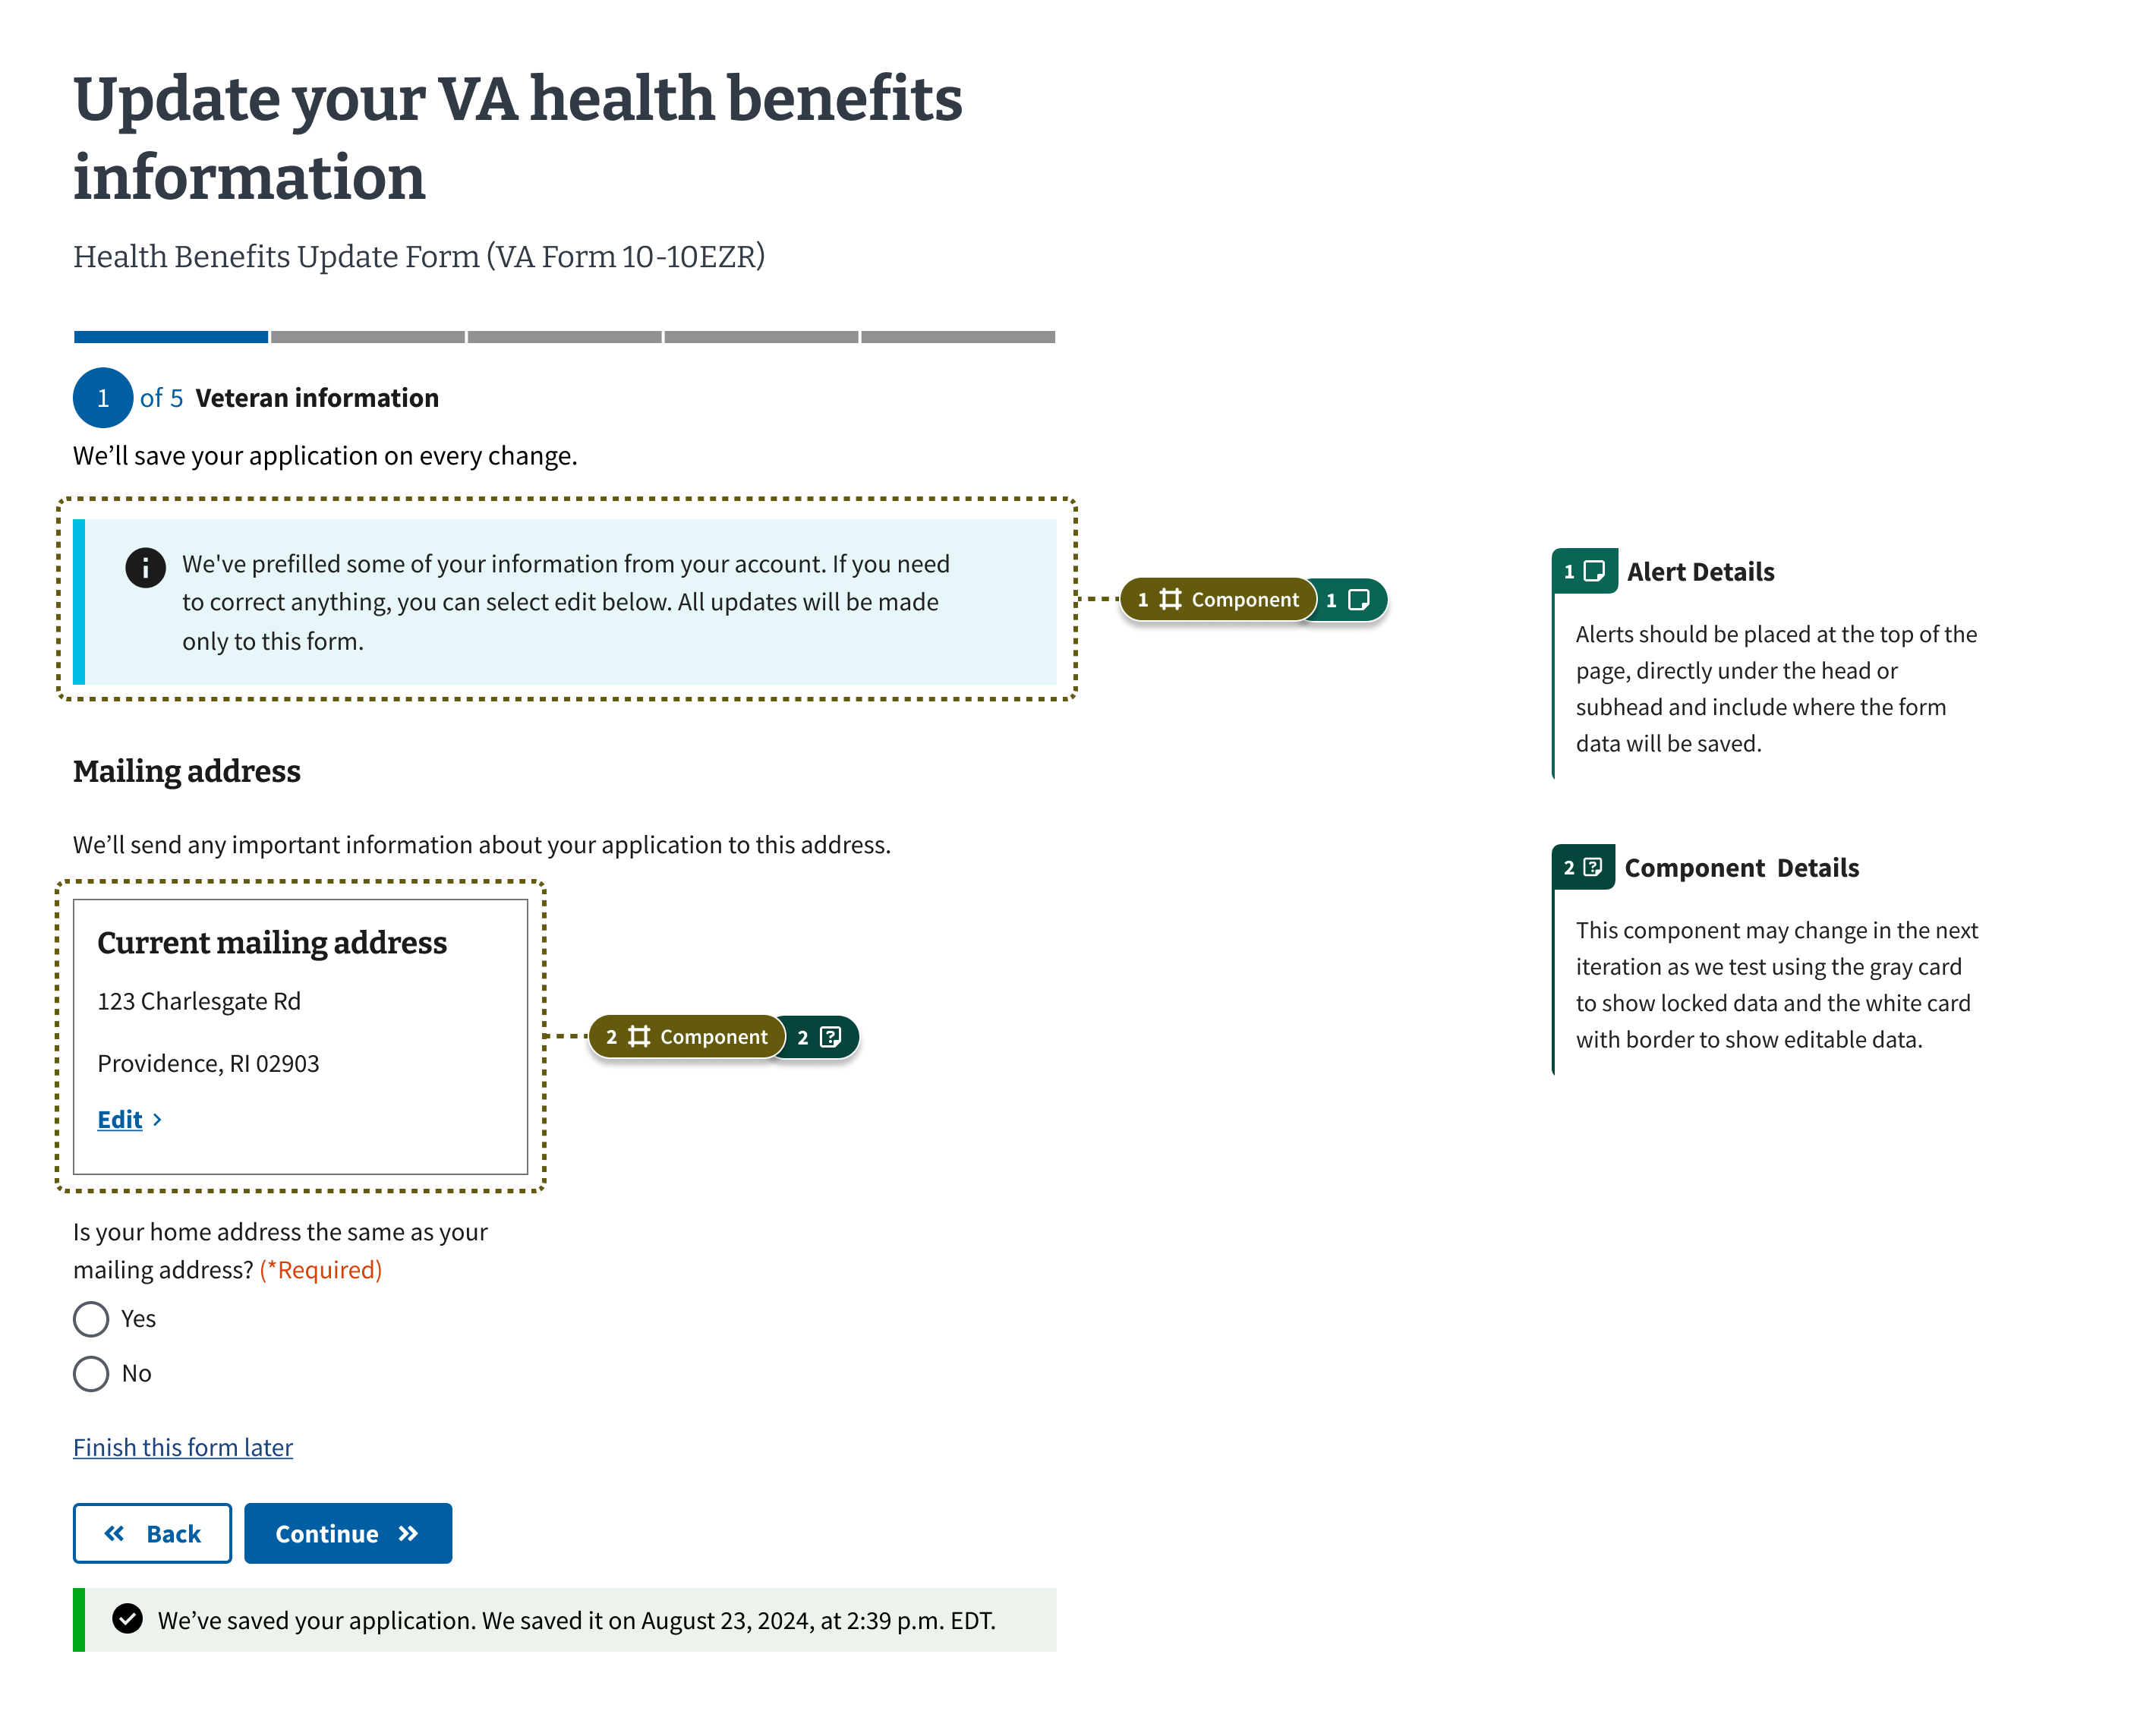 Update your VA health benefits
information
Health Benefits Update Form (VA Form 10-10EZR)
1 of 5 Veteran information
We’ll save your application on every change.
We've prefilled some of your information from your account. If you need
to correct anything, you can select edit below. All updates will be made
only to this form.
1 Component 1
Mailing address
We’ll send any important information about your application to this address.
Current mailing address
123 Charlesgate Rd
Providence, RI 02903
Edit
2 Component 2
Is your home address the same as your
mailing address? (*Required)
Yes
No
Finish this form later
Back
Continue
We’ve saved your application. We saved it on August 23, 2024, at 2:39 p.m. EDT.
1 Alert Details
Alerts should be placed at the top of the
page, directly under the head or
subhead and include where the form
data will be saved.
2 Component Details
This component may change in the next
iteration as we test using the gray card
to show locked data and the white card
with border to show editable data.